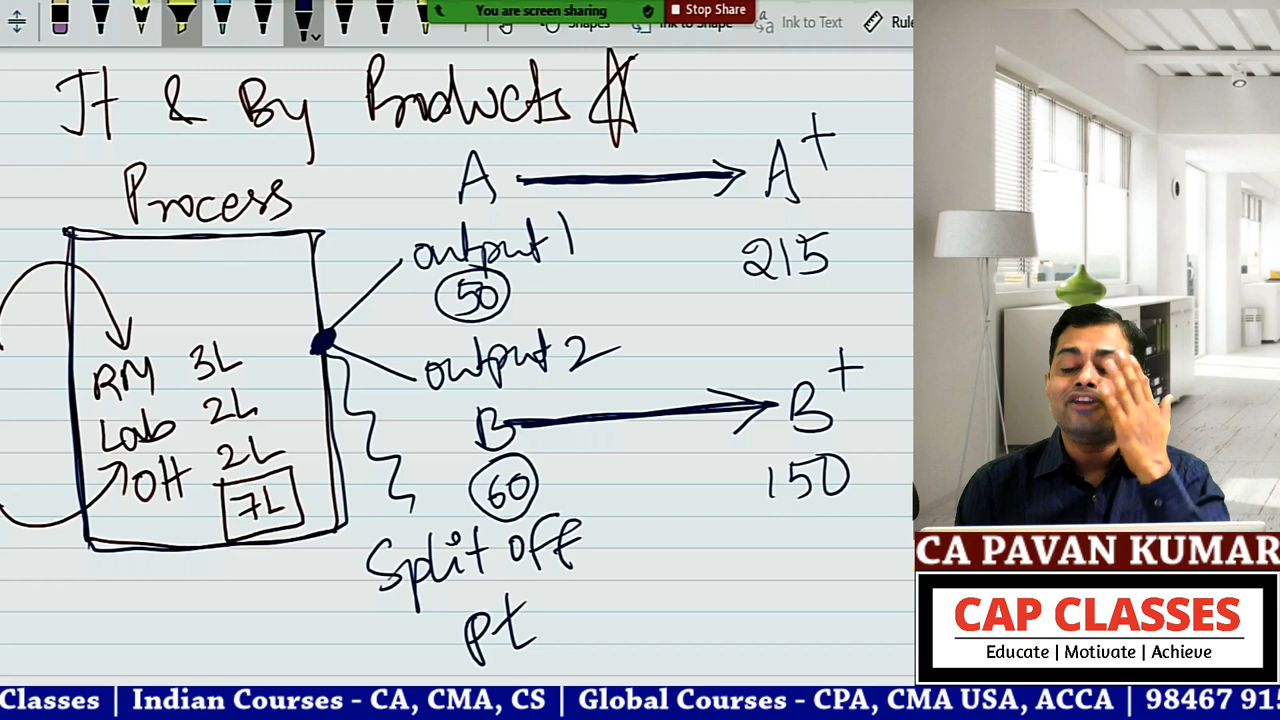 You are screen sharing
Stop Share
Shapes
Ink to Shape
Ink to Text
Rule
Jt & By Products
Process
A → A+
output 1
50
215
output 2
B → B+
60
150
RM 3L
Lab 2L
OH 2L
7L
Split off
pt
CA PAVAN KUMAR
CAP CLASSES
Educate | Motivate | Achieve
Classes | Indian Courses - CA, CMA, CS | Global Courses - CPA, CMA USA, ACCA | 98467 91